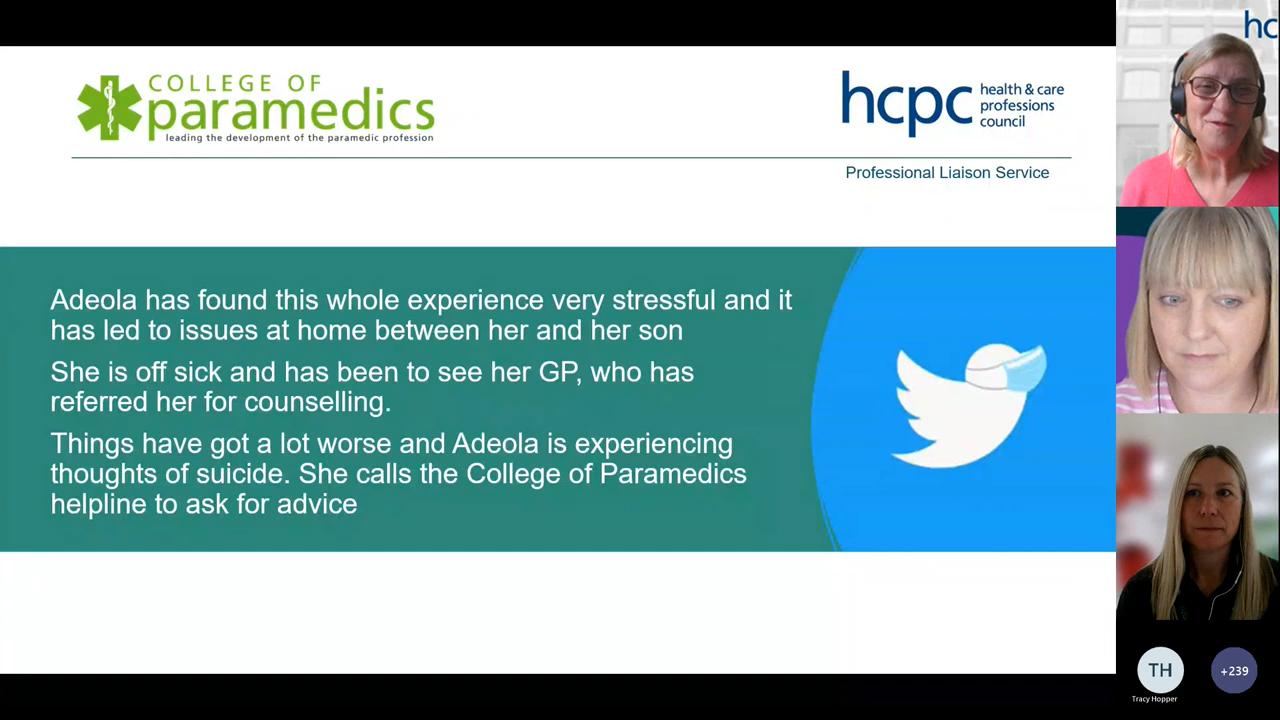 COLLEGE OF
paramedics
leading the development of the paramedic profession
hcpc
health & care
professions
council
Professional Liaison Service
Adeola has found this whole experience very stressful and it
has led to issues at home between her and her son
She is off sick and has been to see her GP, who has
referred her for counselling.
Things have got a lot worse and Adeola is experiencing
thoughts of suicide. She calls the College of Paramedics
helpline to ask for advice
hc
TH
Tracy Hopper
+239